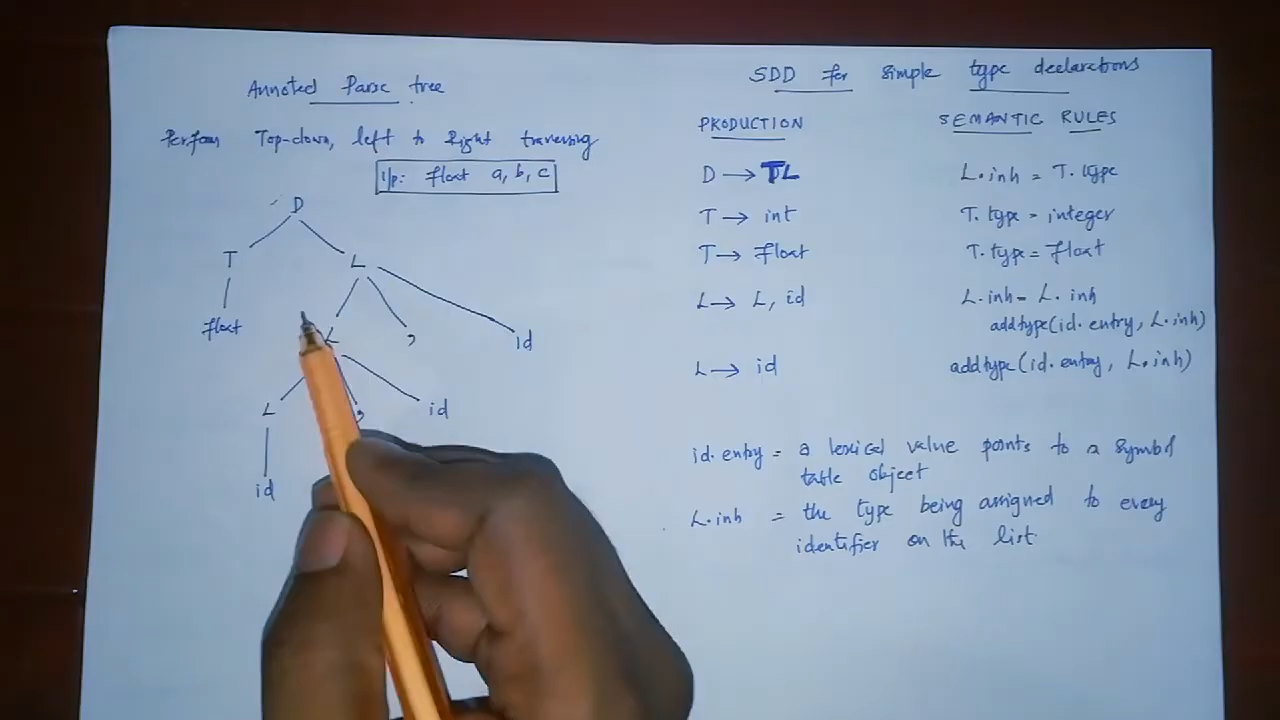 Annoted Parse tree
Perform Top-down, left to Right traversing
i/p: float a, b, c
D
T L
float L , id
L , id
id
SDD for simple type declarations
PRODUCTION SEMANTIC RULES
D → TL L.inh = T.type
T → int T.type = integer
T → float T.type = float
L → L, id L.inh = L.inh
addtype(id.entry, L.inh)
L → id addtype(id.entry, L.inh)
id.entry = a lexical value points to a symbol
table object
L.inh = the type being assigned to every
identifier on the list